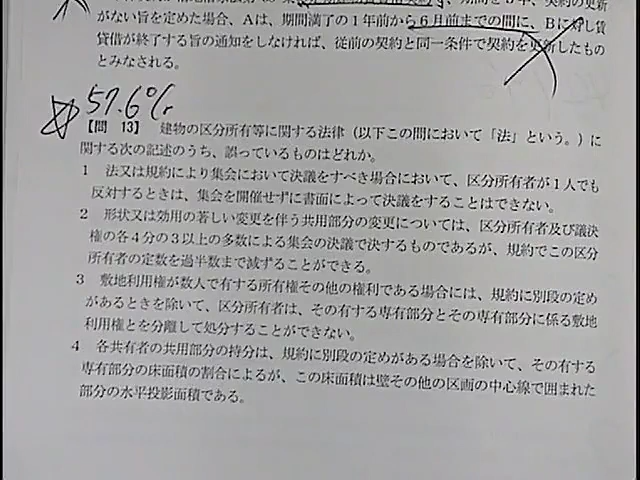 がない旨を定めた場合、Aは、期間満了の1年前から6月前までの間に、Bに対し賃
貸借が終了する旨の通知をしなければ、従前の契約と同一条件で契約を更新したもの
とみなされる。
57.6%
【問 13】 建物の区分所有等に関する法律（以下この問において「法」という。）に
関する次の記述のうち、誤っているものはどれか。
1 法又は規約により集会において決議をすべき場合において、区分所有者が1人でも
反対するときは、集会を開催せずに書面によって決議をすることはできない。
2 形状又は効用の著しい変更を伴う共用部分の変更については、区分所有者及び議決
権の各4分の3以上の多数による集会の決議で決するものであるが、規約でこの区分
所有者の定数を過半数まで減ずることができる。
3 敷地利用権が数人で有する所有権その他の権利である場合には、規約に別段の定め
があるときを除いて、区分所有者は、その有する専有部分とその専有部分に係る敷地
利用権とを分離して処分することができない。
4 各共有者の共用部分の持分は、規約に別段の定めがある場合を除いて、その有する
専有部分の床面積の割合によるが、この床面積は壁その他の区画の中心線で囲まれた
部分の水平投影面積である。